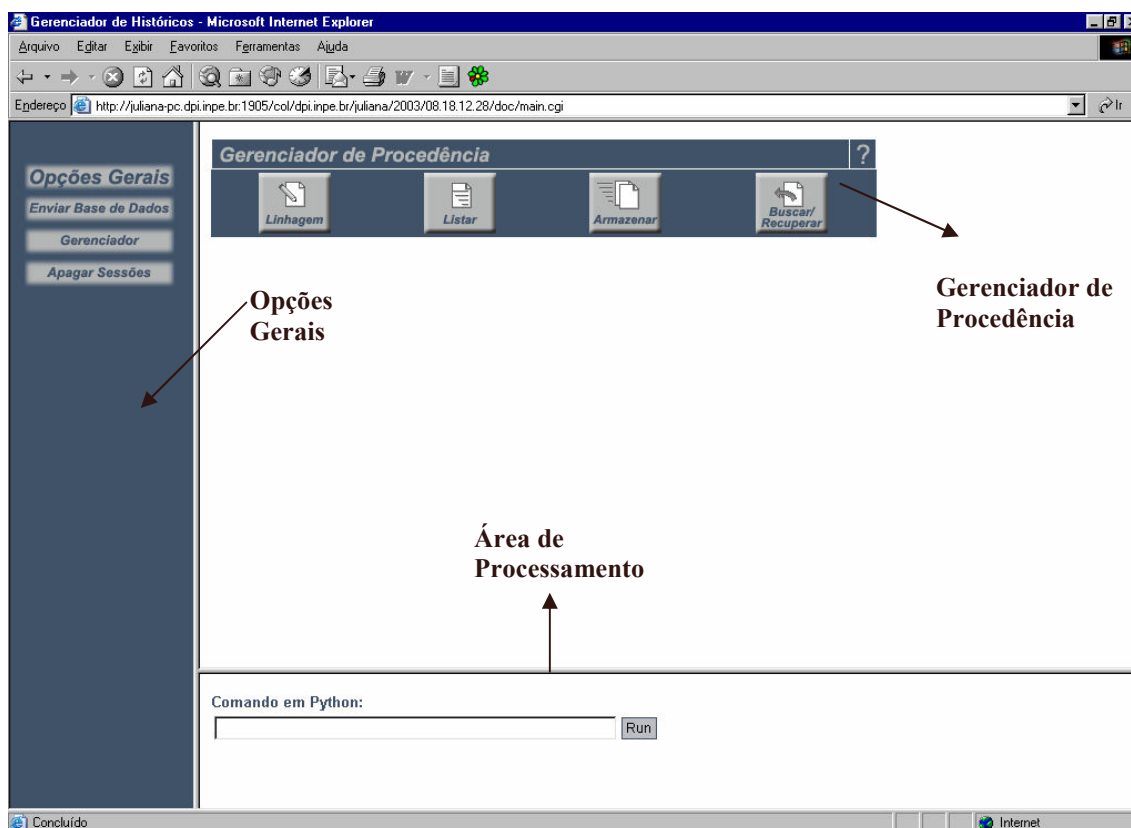 Gerenciador de Históricos - Microsoft Internet Explorer
Arquivo Editar Exibir Favoritos Ferramentas Ajuda
Endereço http://juliana-pc.dpi.inpe.br:1905/col/dpi.inpe.br/juliana/2003/08.18.12.28/doc/main.cgi Ir
Opções Gerais
Enviar Base de Dados
Gerenciador
Apagar Sessões
Gerenciador de Procedência ?
Linhagem
Listar
Armazenar
Buscar/
Recuperar
Opções
Gerais
Gerenciador de
Procedência
Área de
Processamento
Comando em Python:
Run
Concluído
Internet